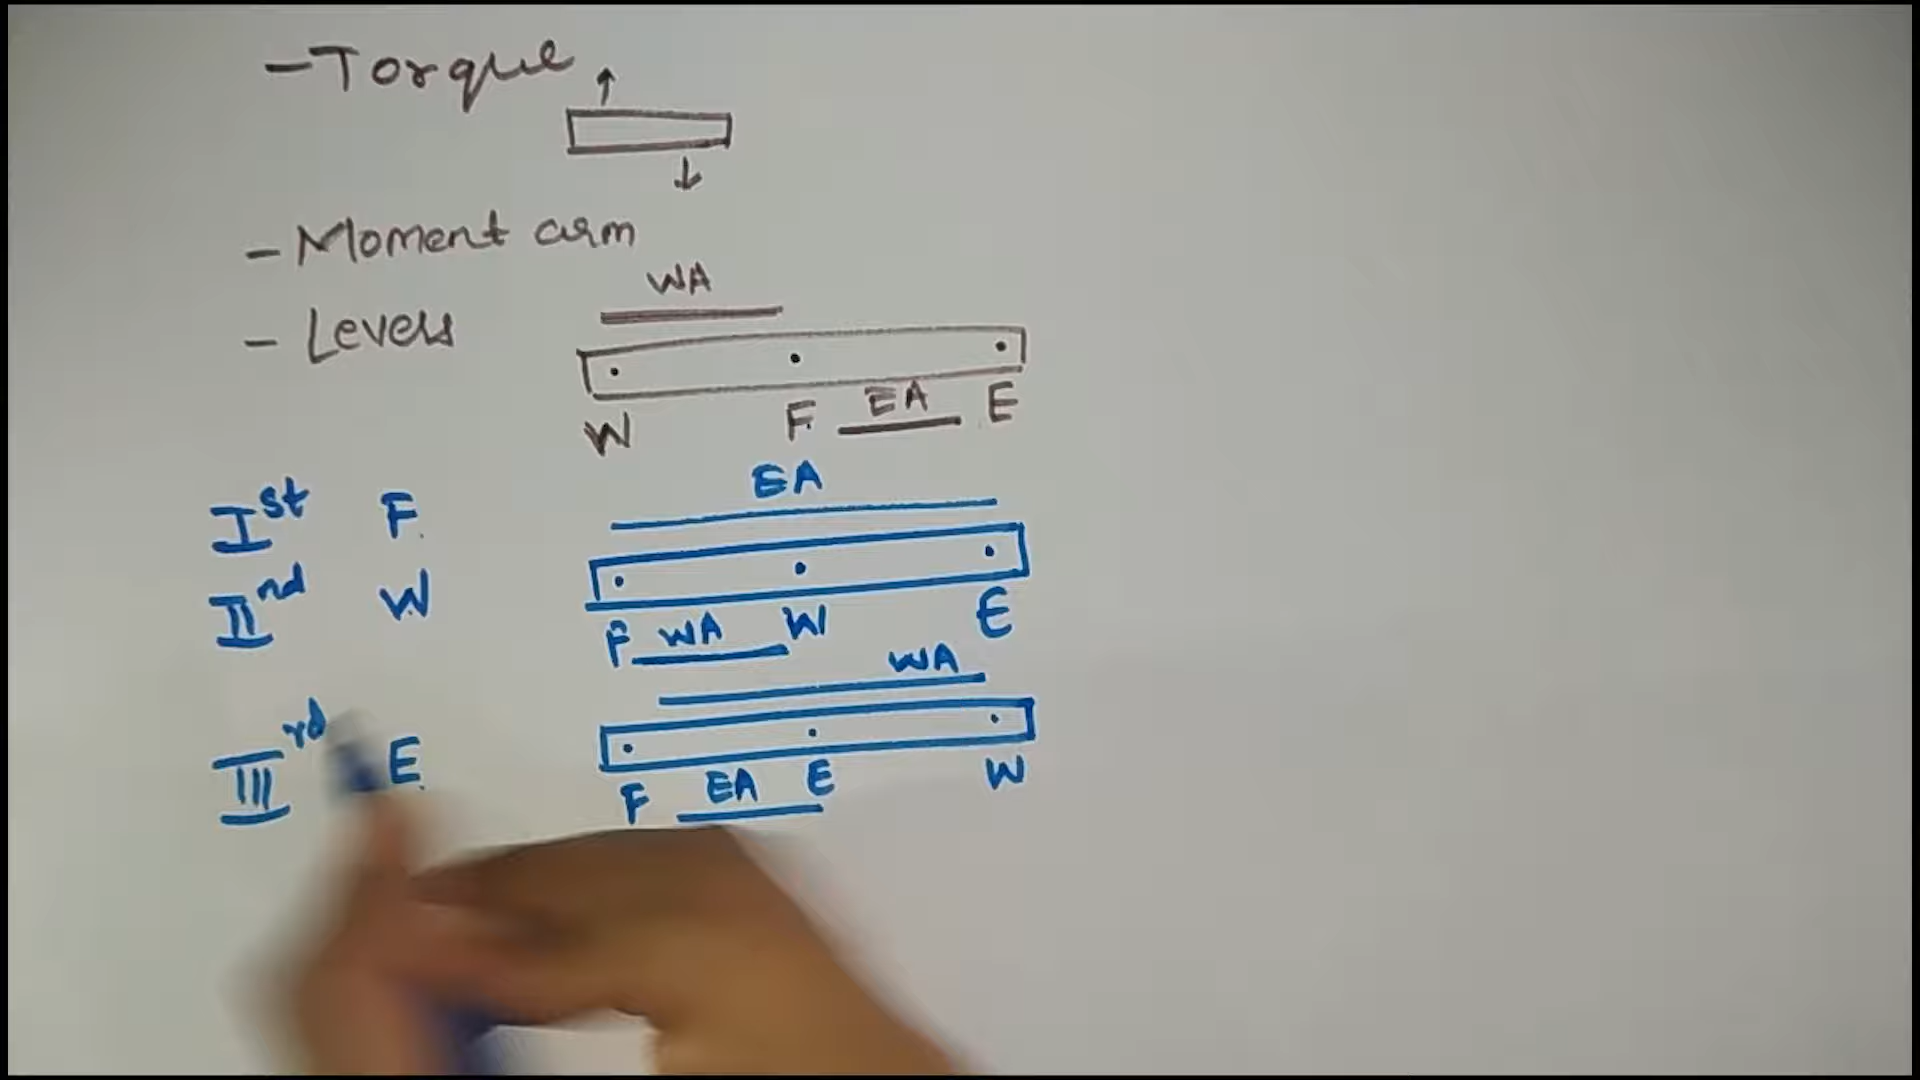 - Torque
- Moment arm
WA
- Levers
W F EA E
EA
Ist F
IInd W
F WA W E
WA
IIIrd E
F EA E W